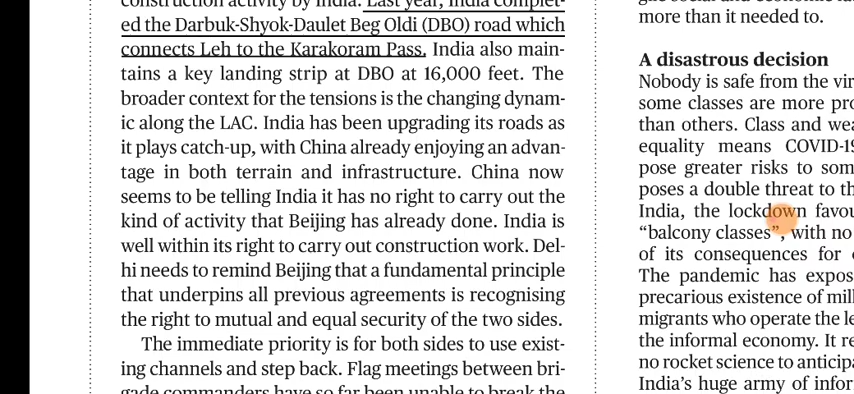 construction activity by India. Last year, India complet-
ed the Darbuk-Shyok-Daulet Beg Oldi (DBO) road which
connects Leh to the Karakoram Pass. India also main-
tains a key landing strip at DBO at 16,000 feet. The
broader context for the tensions is the changing dynam-
ic along the LAC. India has been upgrading its roads as
it plays catch-up, with China already enjoying an advan-
tage in both terrain and infrastructure. China now
seems to be telling India it has no right to carry out the
kind of activity that Beijing has already done. India is
well within its right to carry out construction work. Del-
hi needs to remind Beijing that a fundamental principle
that underpins all previous agreements is recognising
the right to mutual and equal security of the two sides.
The immediate priority is for both sides to use exist-
ing channels and step back. Flag meetings between bri-
gade commanders have so far been unable to break the
more than it needed to.
A disastrous decision
Nobody is safe from the vir
some classes are more pro
than others. Class and wea
equality means COVID-19
pose greater risks to som
poses a double threat to th
India, the lockdown favou
“balcony classes”, with no
of its consequences for
The pandemic has expos
precarious existence of mil
migrants who operate the le
the informal economy. It re
no rocket science to anticipa
India’s huge army of infor